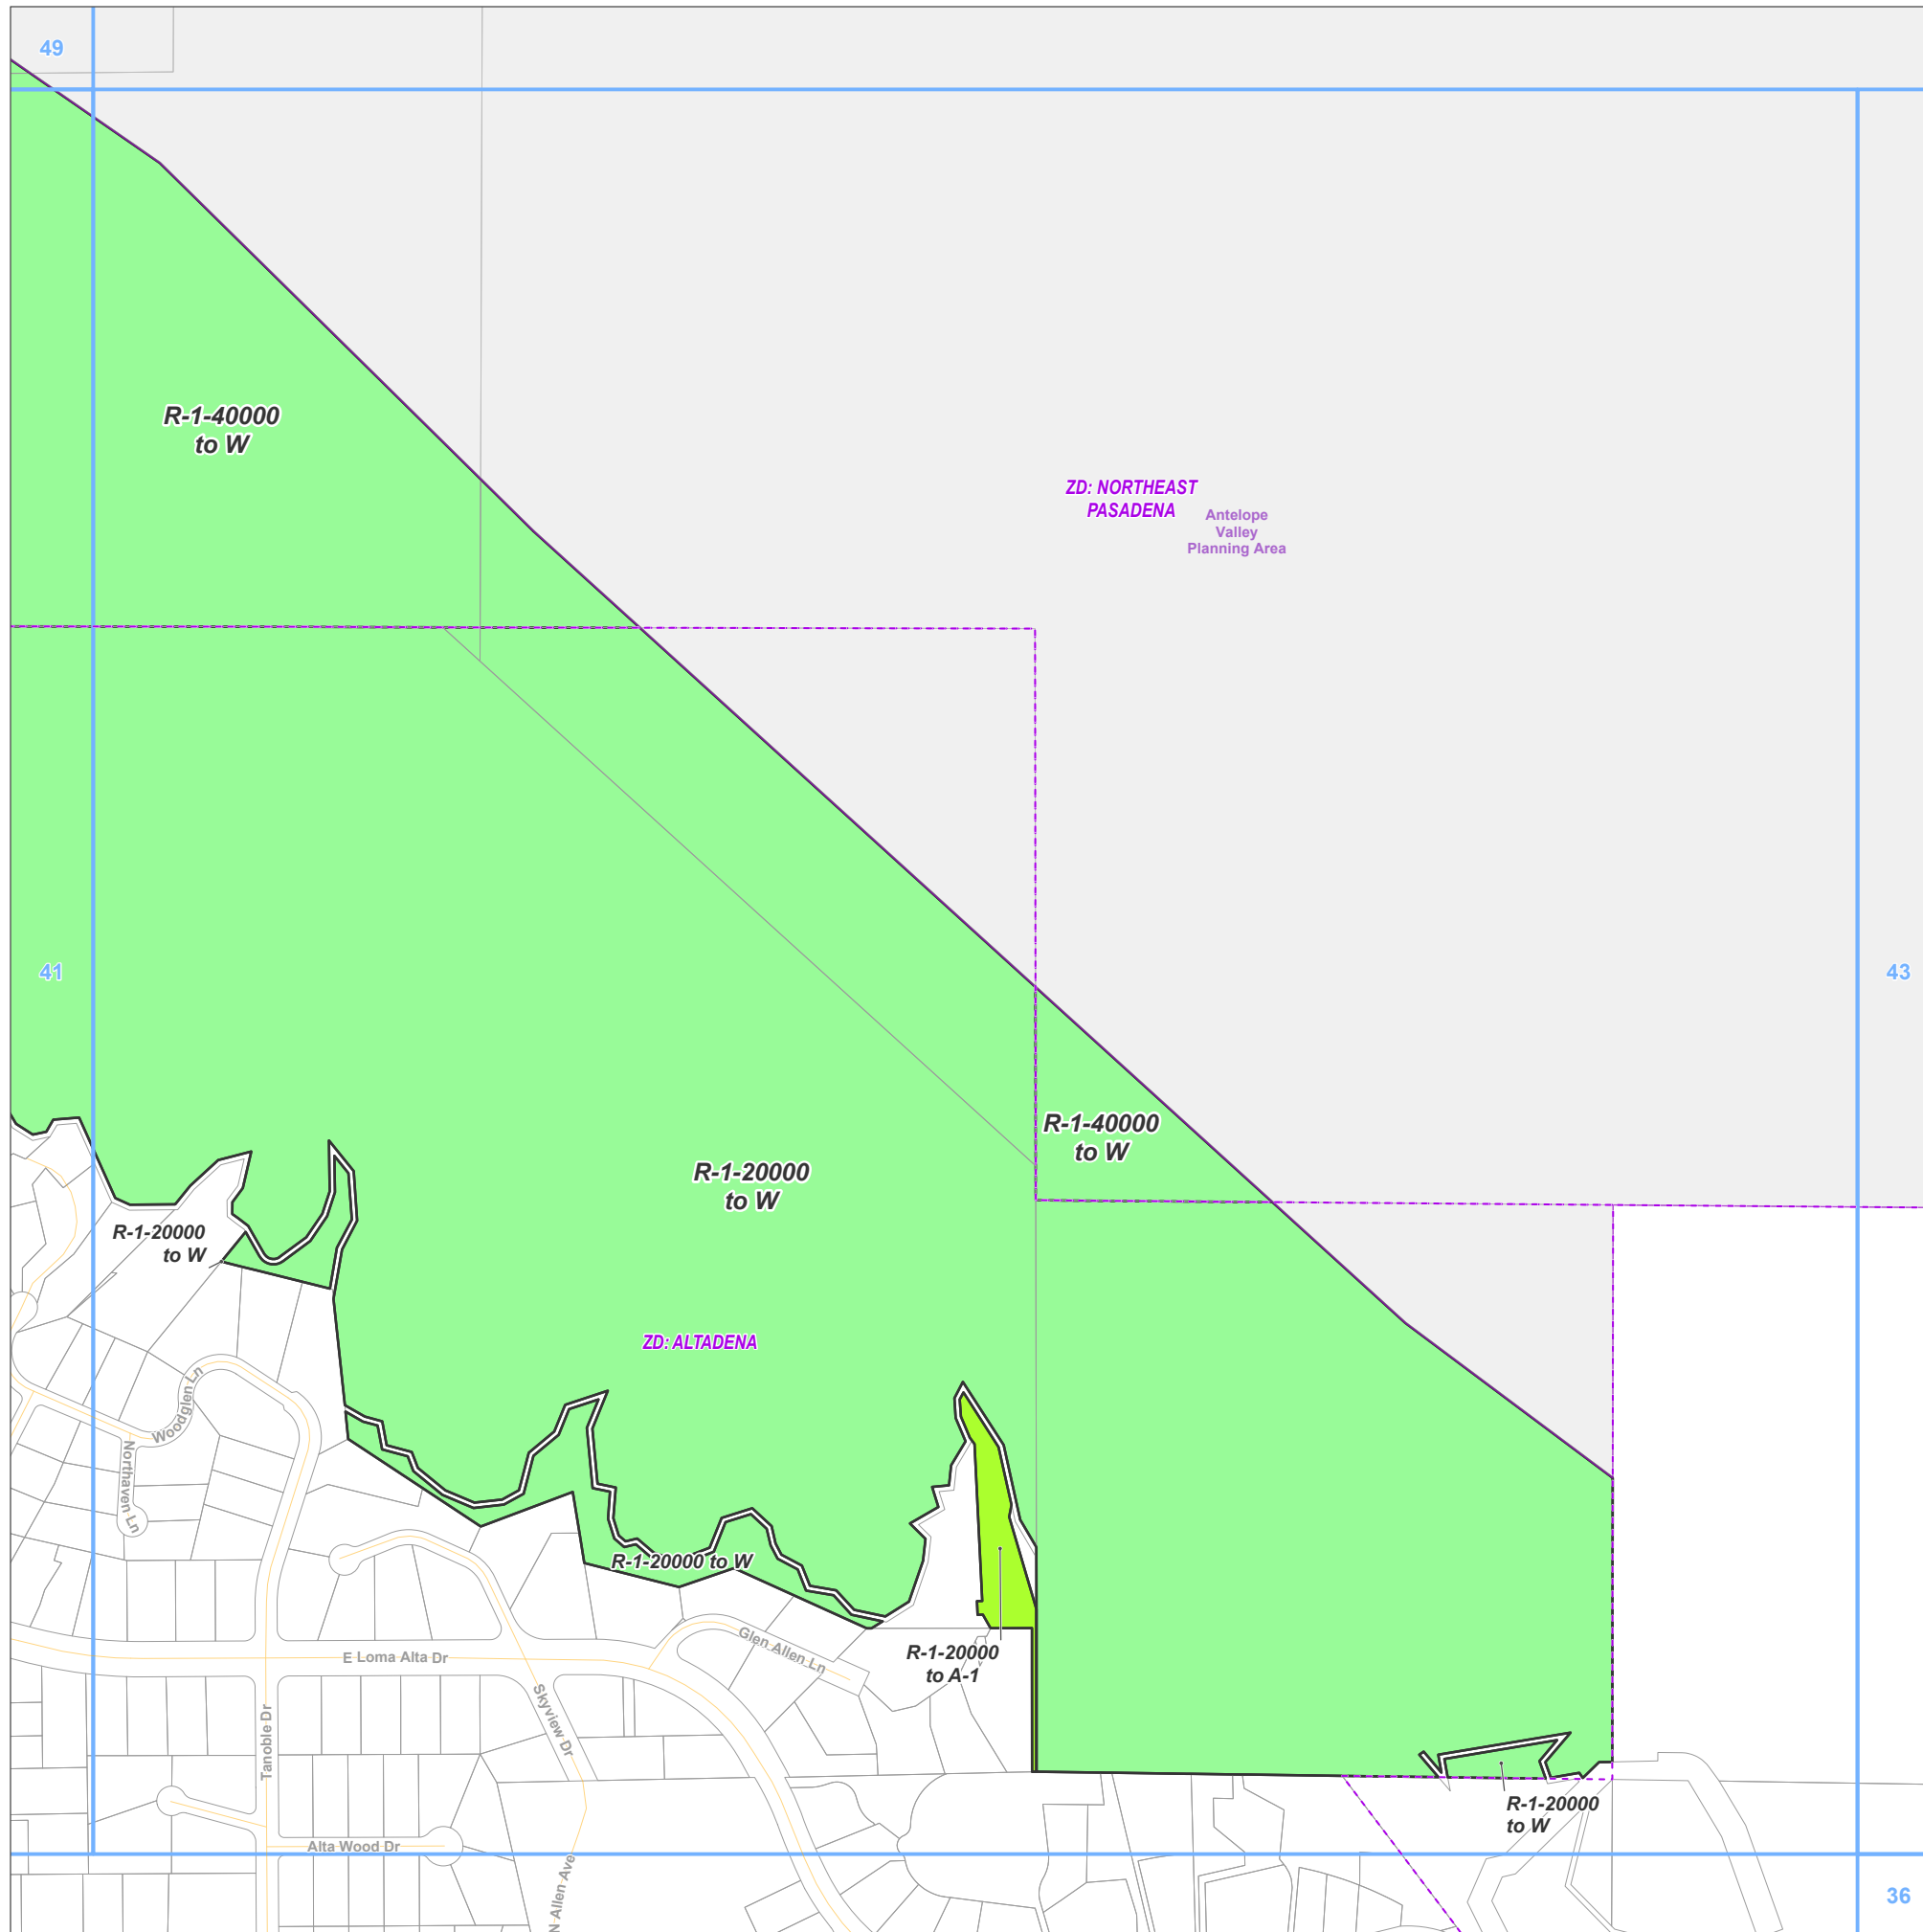 49
R-1-40000
to W
ZD: NORTHEAST
PASADENA
Antelope
Valley
Planning Area
41
43
R-1-40000
to W
R-1-20000
to W
R-1-20000
to W
ZD: ALTADENA
Woodglen Ln
Northaven Ln
R-1-20000 to W
Glen Allen Ln
R-1-20000
to A-1
E Loma Alta Dr
Skyview Dr
Tanoble Dr
R-1-20000
to W
Alta Wood Dr
N Allen Ave
36